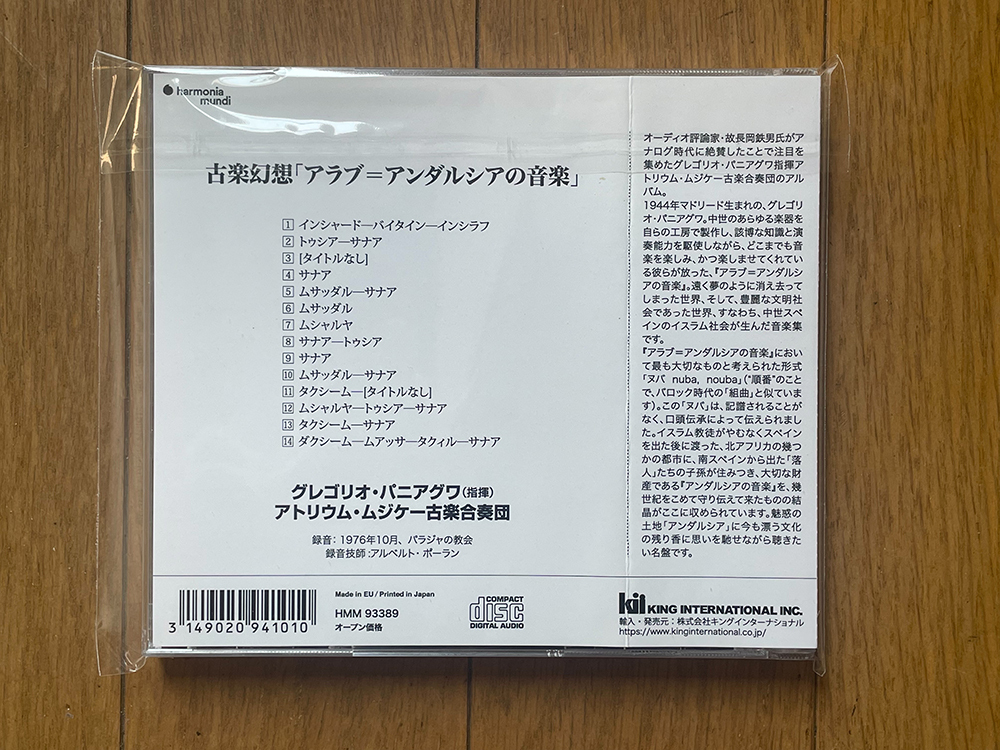 harmonia
mundi
古楽幻想「アラブ＝アンダルシアの音楽」
1 インシャード―バイタイン―インシラフ
2 トゥシア―サナア
3 [タイトルなし]
4 サナア
5 ムサッダル―サナア
6 ムサッダル
7 ムシャルヤ
8 サナア―トゥシア
9 サナア
10 ムサッダル―サナア
11 タクシーム―[タイトルなし]
12 ムシャルヤ―トゥシア―サナア
13 タクシーム―サナア
14 ダクシーム―ムアッサ―タクィル―サナア
グレゴリオ・パニアグワ(指揮)
アトリウム・ムジケー古楽合奏団
録音：1976年10月、パラジャの教会
録音技師：アルベルト・ポーラン
オーディオ評論家・故長岡鉄男氏がア
ナログ時代に絶賛したことで注目を
集めたグレゴリオ・パニアグワ指揮ア
トリウム・ムジケー古楽合奏団のアル
バム。
1944年マドリード生まれの、グレゴリ
オ・パニアグワ。中世のあらゆる楽器を
自らの工房で製作し、該博な知識と演
奏能力を駆使しながら、どこまでも音
楽を楽しみ、かつ楽しませてくれている
彼らが放った、『アラブ＝アンダルシ
アの音楽』。遠く夢のように消え去って
しまった世界、そして、豊麗な文明社
会であった世界、すなわち、中世スペ
インのイスラム社会が生んだ音楽集
です。
『アラブ＝アンダルシアの音楽』におい
て最も大切なものと考えられた形式
「ヌバ nuba, nouba」（“順番”のこと
で、バロック時代の「組曲」と似ていま
す）。この「ヌバ」は、記譜されることが
なく、口頭伝承によって伝えられまし
た。イスラム教徒がやむなくスペイン
を出た後に渡った、北アフリカの幾つ
かの都市に、南スペインから出た「落
人」たちの子孫が住みつき、大切な財
産である『アンダルシアの音楽』を、幾
世紀をこめて守り伝えて来たものの結
晶がここに収められています。魅惑の
土地「アンダルシア」に今も漂う文化
の残り香に思いを馳せながら聴きた
い名盤です。
3 149020 941010
Made in EU / Printed in Japan
HMM 93389
オープン価格
COMPACT
disc
DIGITAL AUDIO
kil KING INTERNATIONAL INC.
輸入・発売元：株式会社キングインターナショナル
https://www.kinginternational.co.jp/